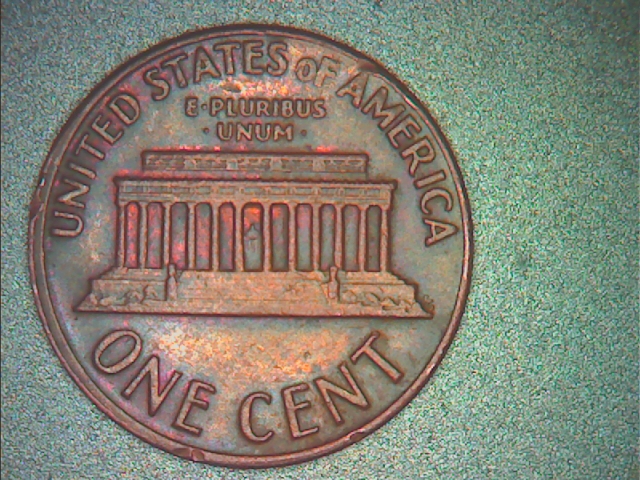 UNITED STATES OF AMERICA
E·PLURIBUS
·UNUM·
ONE CENT